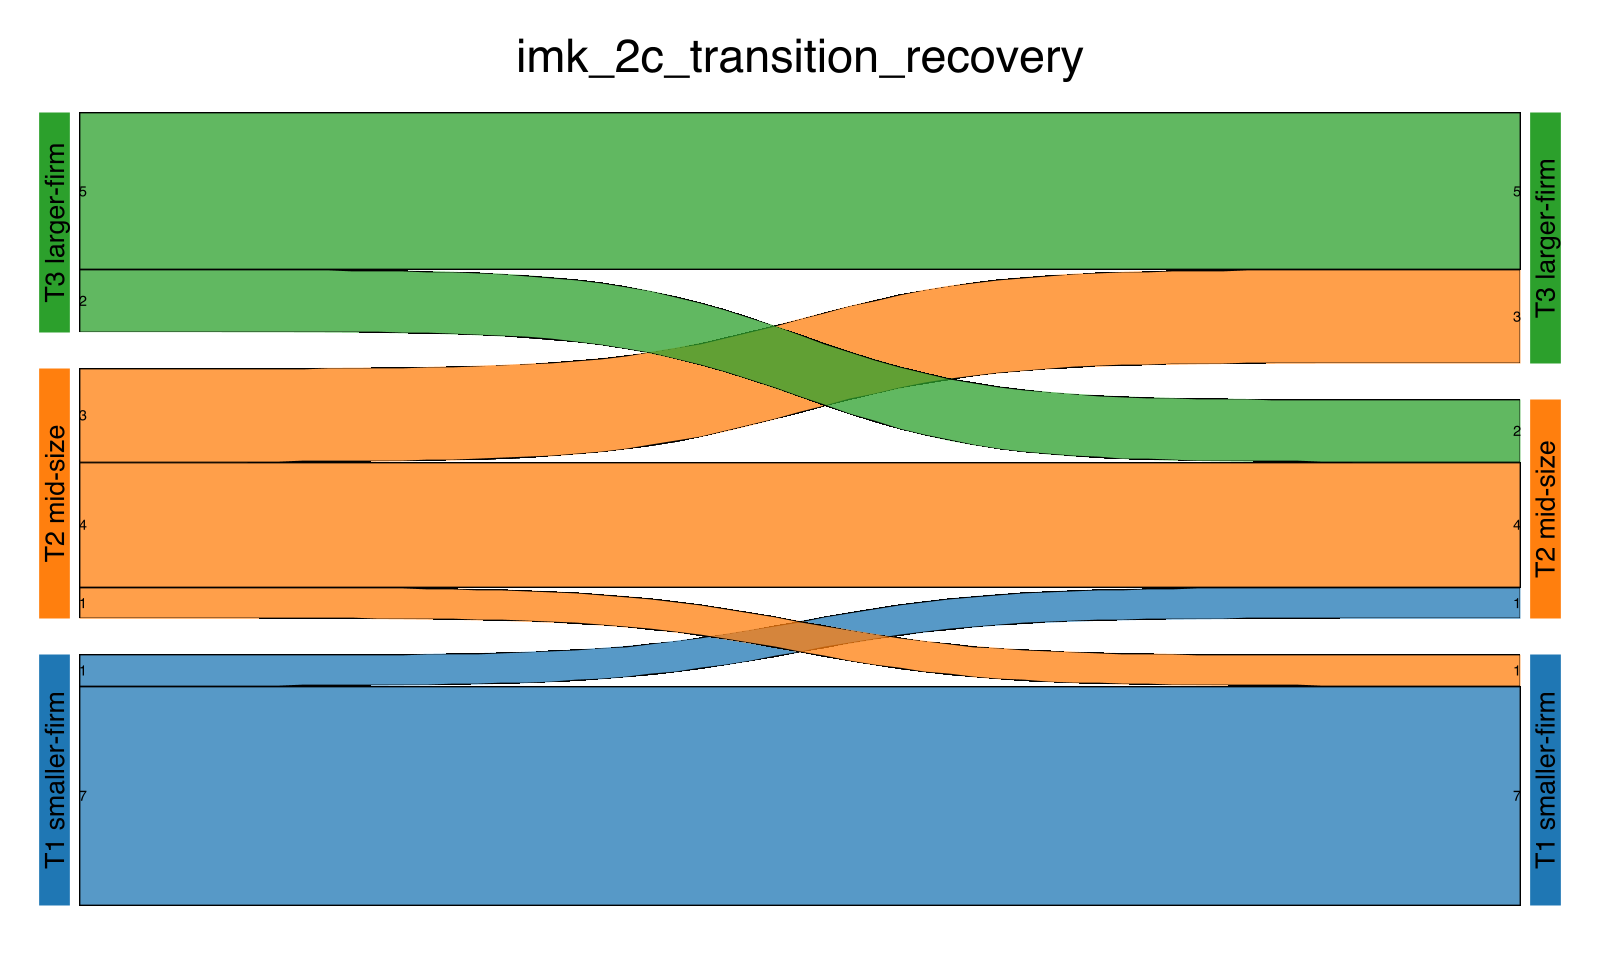 imk_2c_transition_recovery
T3 larger-firm
5
2
5
3
T3 larger-firm
T2 mid-size
3
4
1
2
4
1
T2 mid-size
T1 smaller-firm
1
7
1
7
T1 smaller-firm